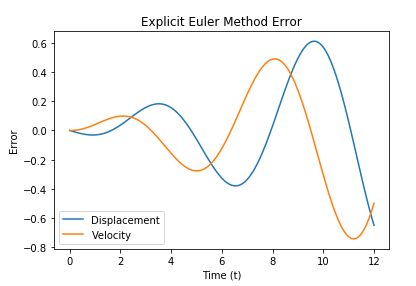 Explicit Euler Method Error
Error
0.6
0.4
0.2
0.0
−0.2
−0.4
−0.6
−0.8
Displacement
Velocity
0 2 4 6 8 10 12
Time (t)